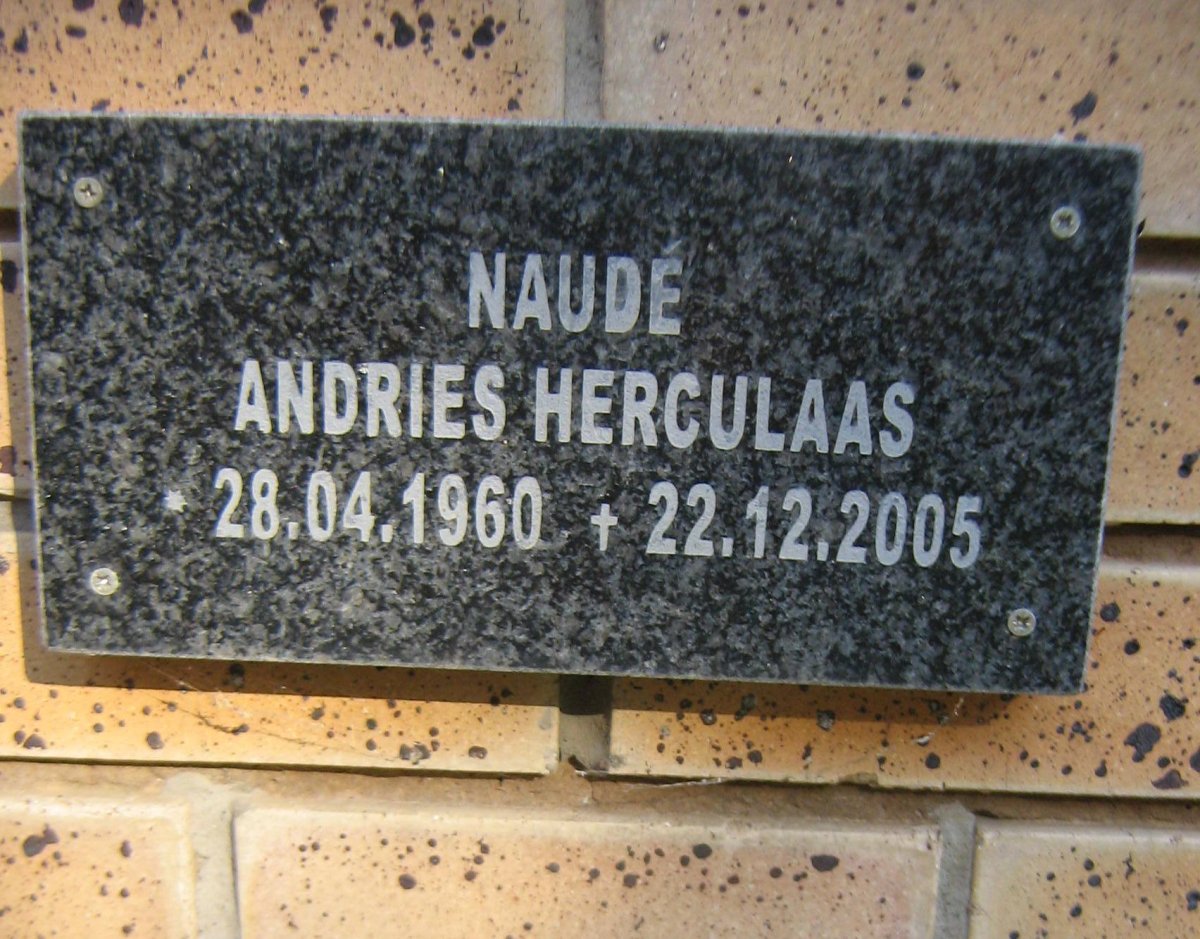 NAUDÉ
ANDRIES HERCULAAS
* 28.04.1960 † 22.12.2005